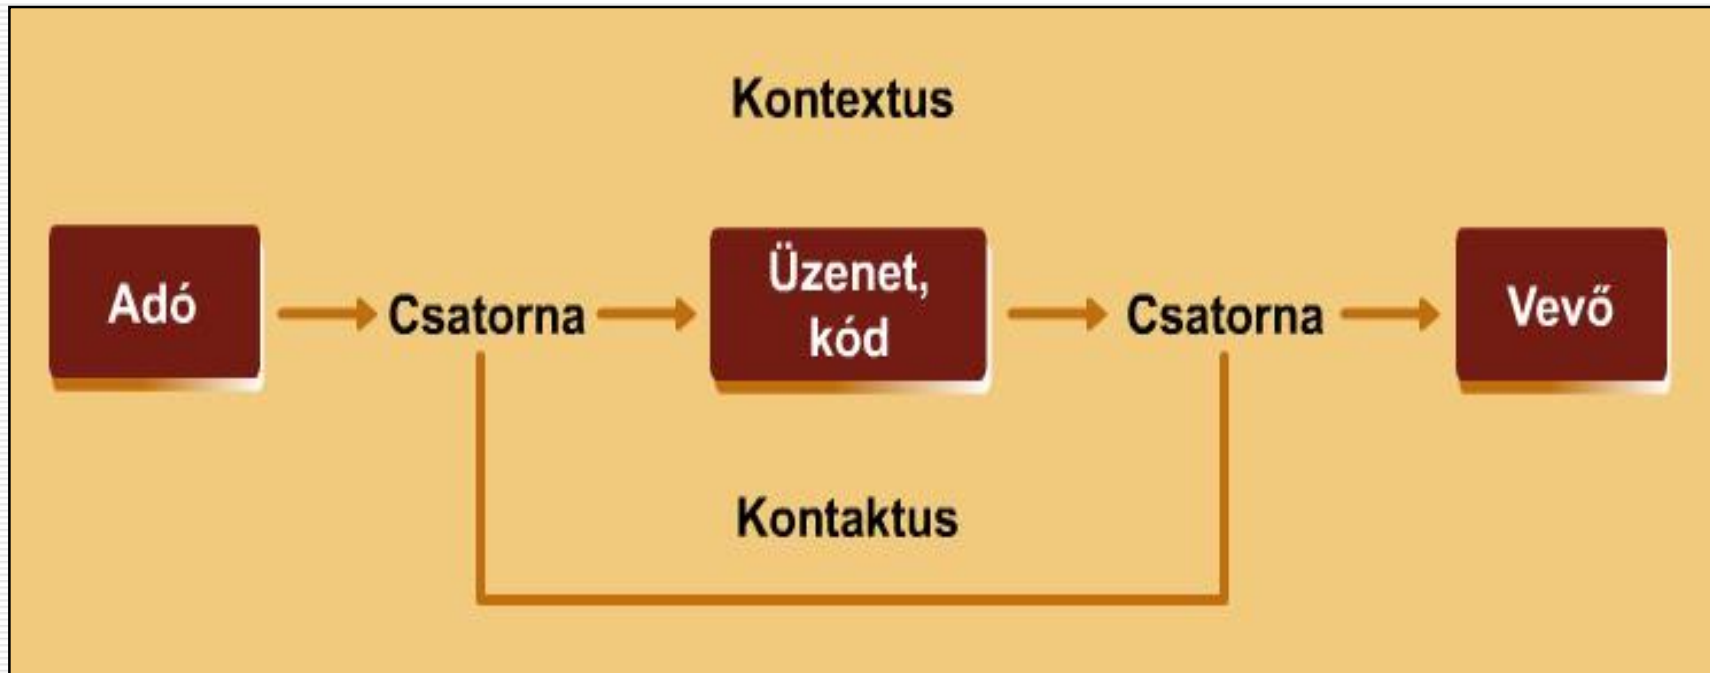 Kontextus
Adó
Csatorna
Üzenet,
kód
Csatorna
Vevő
Kontaktus